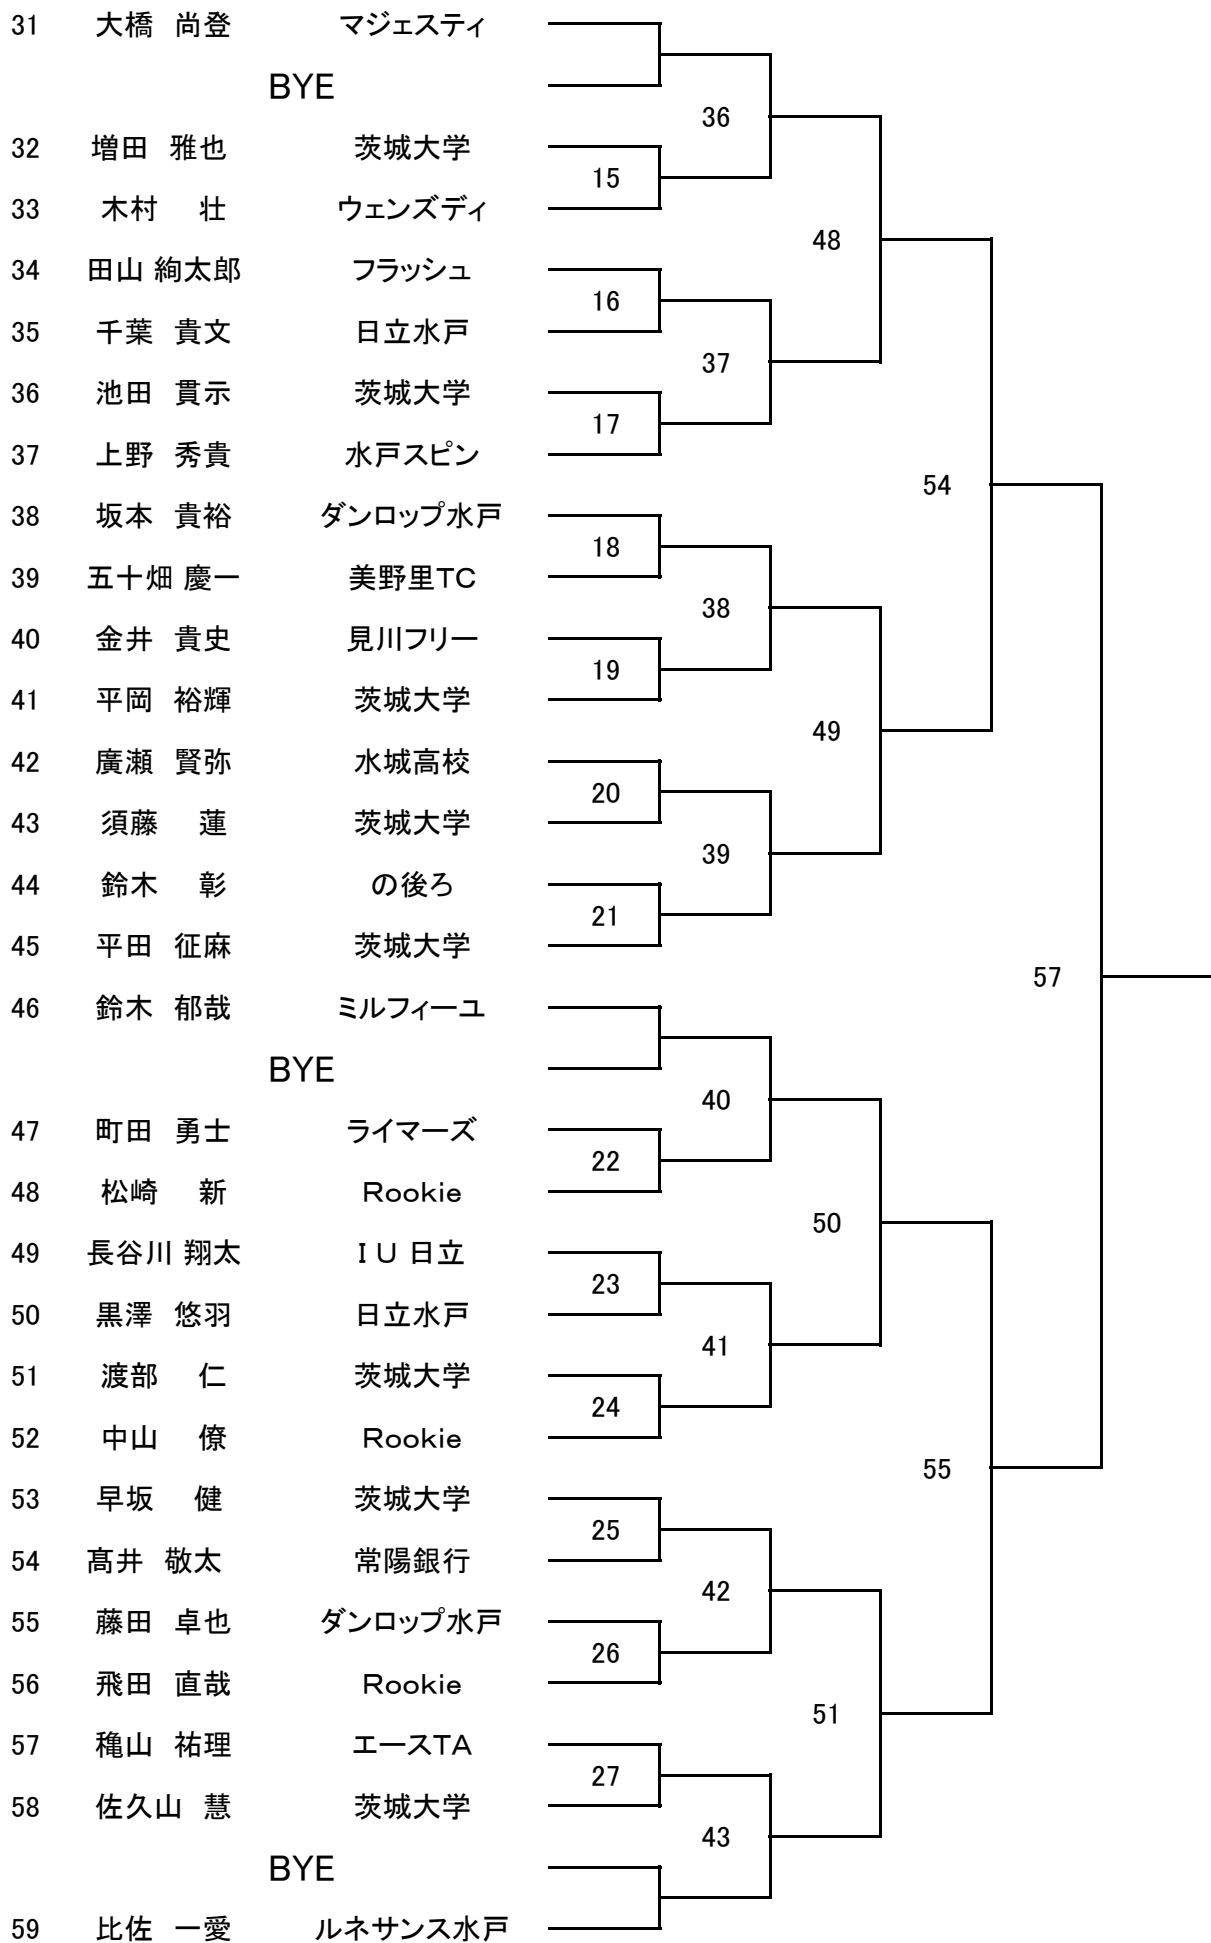 31 大橋 尚登 マジェスティ
BYE
36
32 増田 雅也 茨城大学
15
33 木村 壮 ウェンズディ
48
34 田山 絢太郎 フラッシュ
16
35 千葉 貴文 日立水戸
37
36 池田 貫示 茨城大学
17
37 上野 秀貴 水戸スピン
54
38 坂本 貴裕 ダンロップ水戸
18
39 五十畑 慶一 美野里TC
38
40 金井 貴史 見川フリー
19
41 平岡 裕輝 茨城大学
49
42 廣瀬 賢弥 水城高校
20
43 須藤 蓮 茨城大学
39
44 鈴木 彰 の後ろ
21
45 平田 征麻 茨城大学
57
46 鈴木 郁哉 ミルフィーユ
BYE
40
47 町田 勇士 ライマーズ
22
48 松崎 新 Rookie
50
49 長谷川 翔太 IU日立
23
50 黒澤 悠羽 日立水戸
41
51 渡部 仁 茨城大学
24
52 中山 僚 Rookie
55
53 早坂 健 茨城大学
25
54 髙井 敬太 常陽銀行
42
55 藤田 卓也 ダンロップ水戸
26
56 飛田 直哉 Rookie
51
57 穐山 祐理 エースTA
27
58 佐久山 慧 茨城大学
43
BYE
59 比佐 一愛 ルネサンス水戸